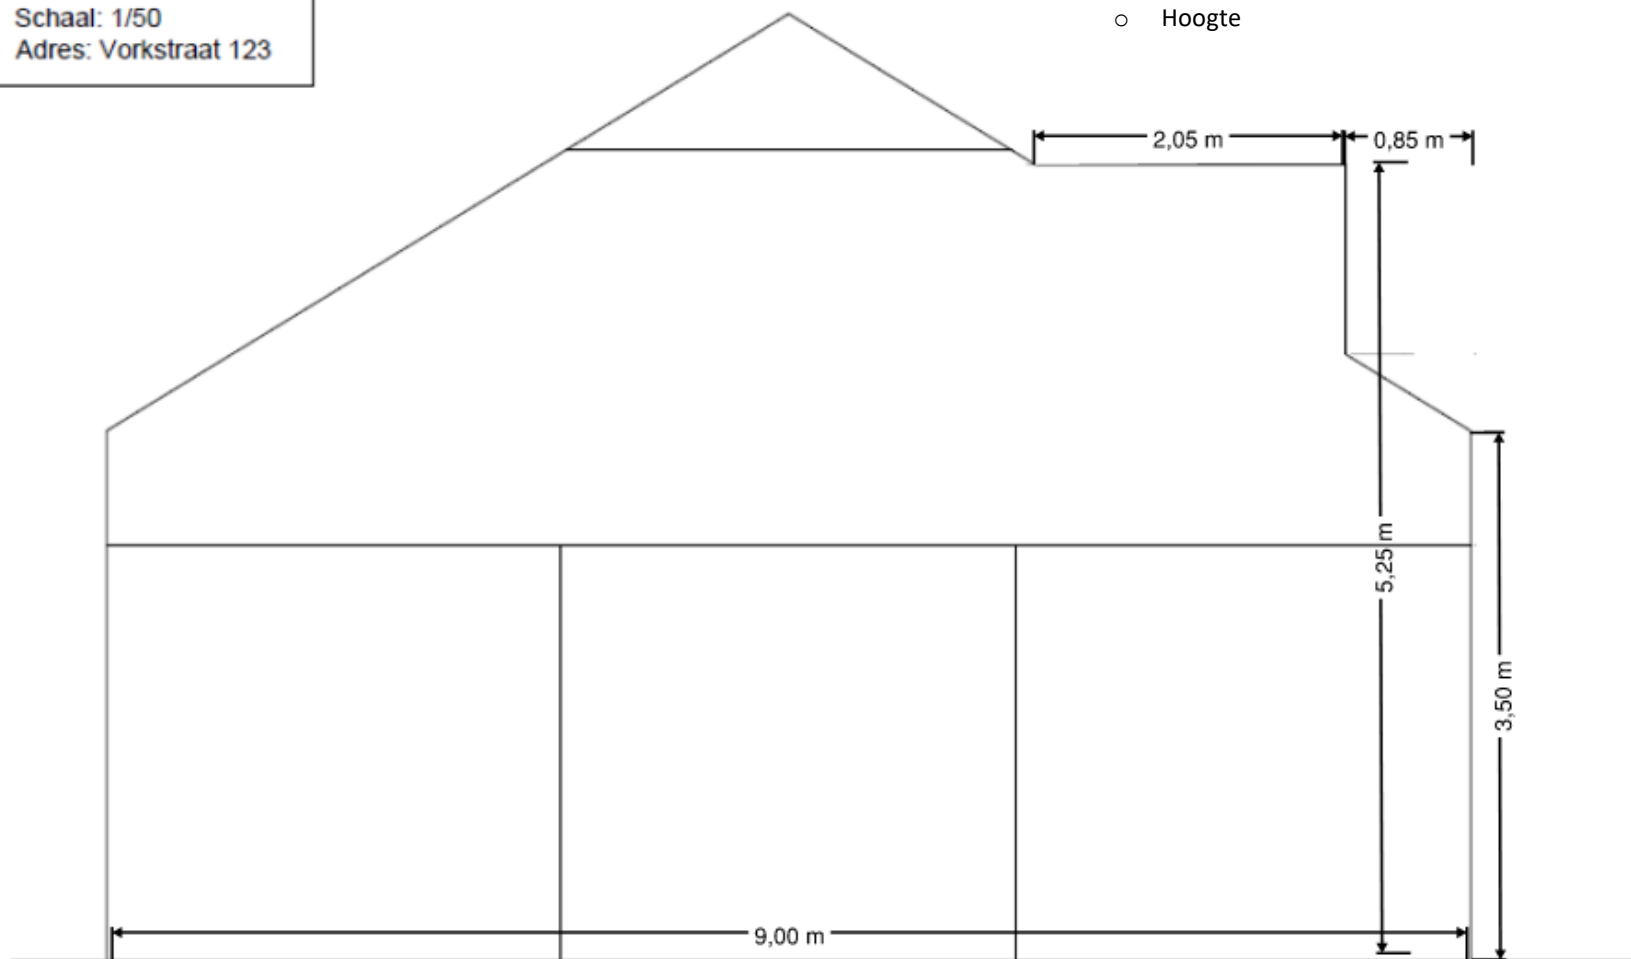 Schaal: 1/50
Adres: Vorkstraat 123
o Hoogte
2,05 m
0,85 m
5,25 m
3,50 m
9,00 m